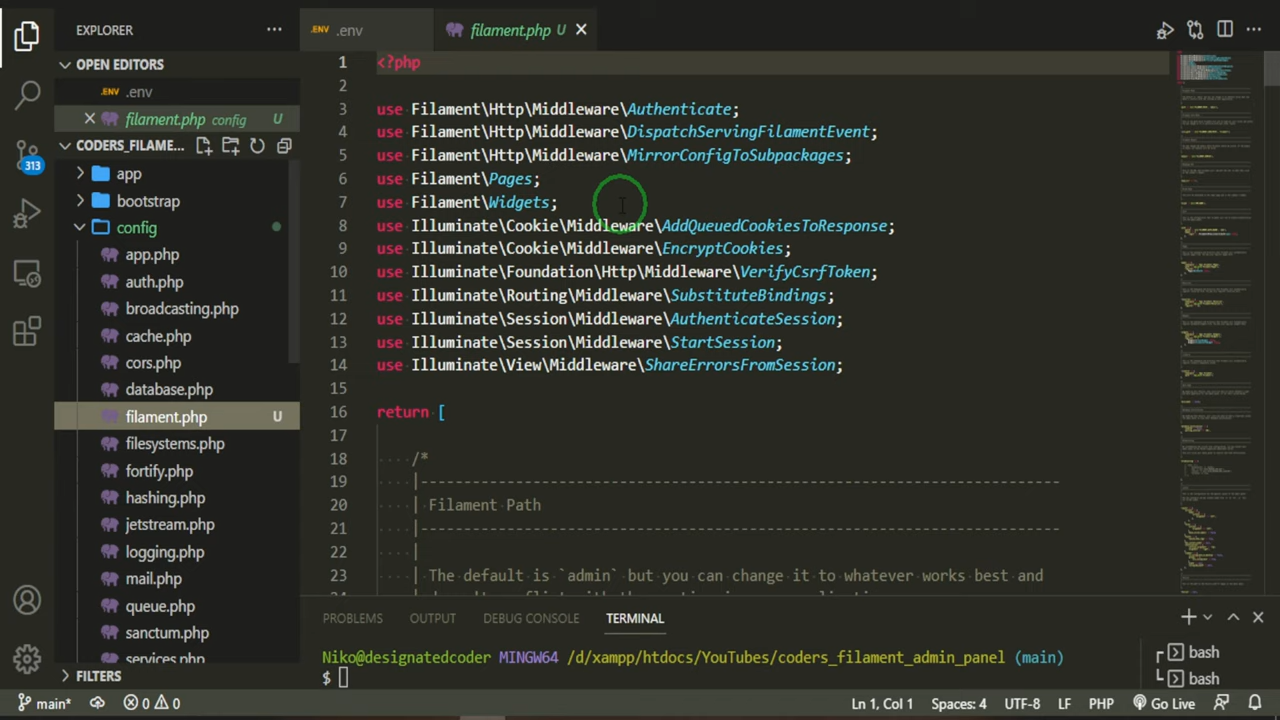 EXPLORER
OPEN EDITORS
.ENV .env
filament.php config U
CODERS_FILAME...
313
app
bootstrap
config
app.php
auth.php
broadcasting.php
cache.php
cors.php
database.php
filament.php U
filesystems.php
fortify.php
hashing.php
jetstream.php
logging.php
mail.php
queue.php
sanctum.php
services.php
FILTERS
.ENV .env
filament.php U
1 <?php
2
3 use Filament\Http\Middleware\Authenticate;
4 use Filament\Http\Middleware\DispatchServingFilamentEvent;
5 use Filament\Http\Middleware\MirrorConfigToSubpackages;
6 use Filament\Pages;
7 use Filament\Widgets;
8 use Illuminate\Cookie\Middleware\AddQueuedCookiesToResponse;
9 use Illuminate\Cookie\Middleware\EncryptCookies;
10 use Illuminate\Foundation\Http\Middleware\VerifyCsrfToken;
11 use Illuminate\Routing\Middleware\SubstituteBindings;
12 use Illuminate\Session\Middleware\AuthenticateSession;
13 use Illuminate\Session\Middleware\StartSession;
14 use Illuminate\View\Middleware\ShareErrorsFromSession;
15
16 return [
17
18 /*
19 |--------------------------------------------------------------------------
20 | Filament Path
21 |--------------------------------------------------------------------------
22 |
23 | The default is `admin` but you can change it to whatever works best and
PROBLEMS OUTPUT DEBUG CONSOLE TERMINAL
Niko@designatedcoder MINGW64 /d/xampp/htdocs/YouTubes/coders_filament_admin_panel (main)
$
bash
bash
main* 0 0 Ln 1, Col 1 Spaces: 4 UTF-8 LF PHP Go Live